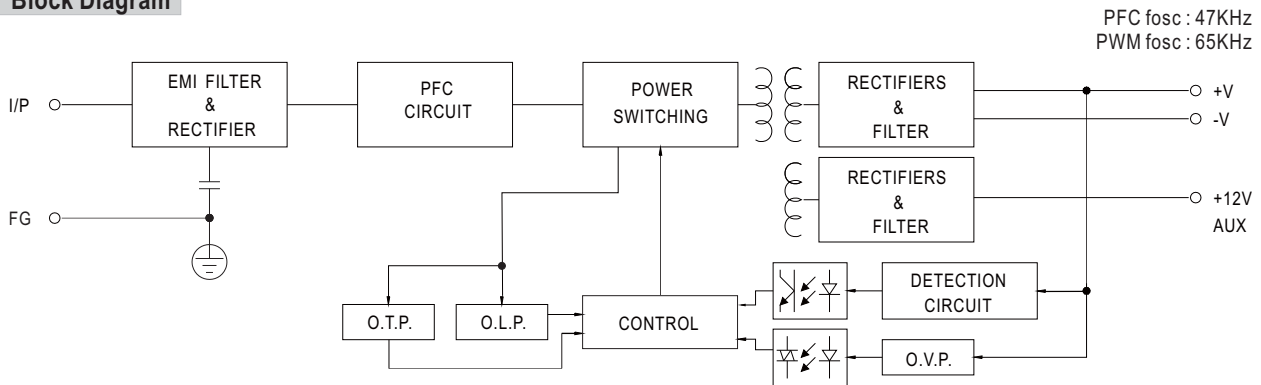 Block Diagram
PFC fosc : 47KHz
PWM fosc : 65KHz
I/P
EMI FILTER
&
RECTIFIER
PFC
CIRCUIT
POWER
SWITCHING
RECTIFIERS
&
FILTER
+V
-V
RECTIFIERS
&
FILTER
+12V
AUX
FG
O.T.P.
O.L.P.
CONTROL
DETECTION
CIRCUIT
O.V.P.